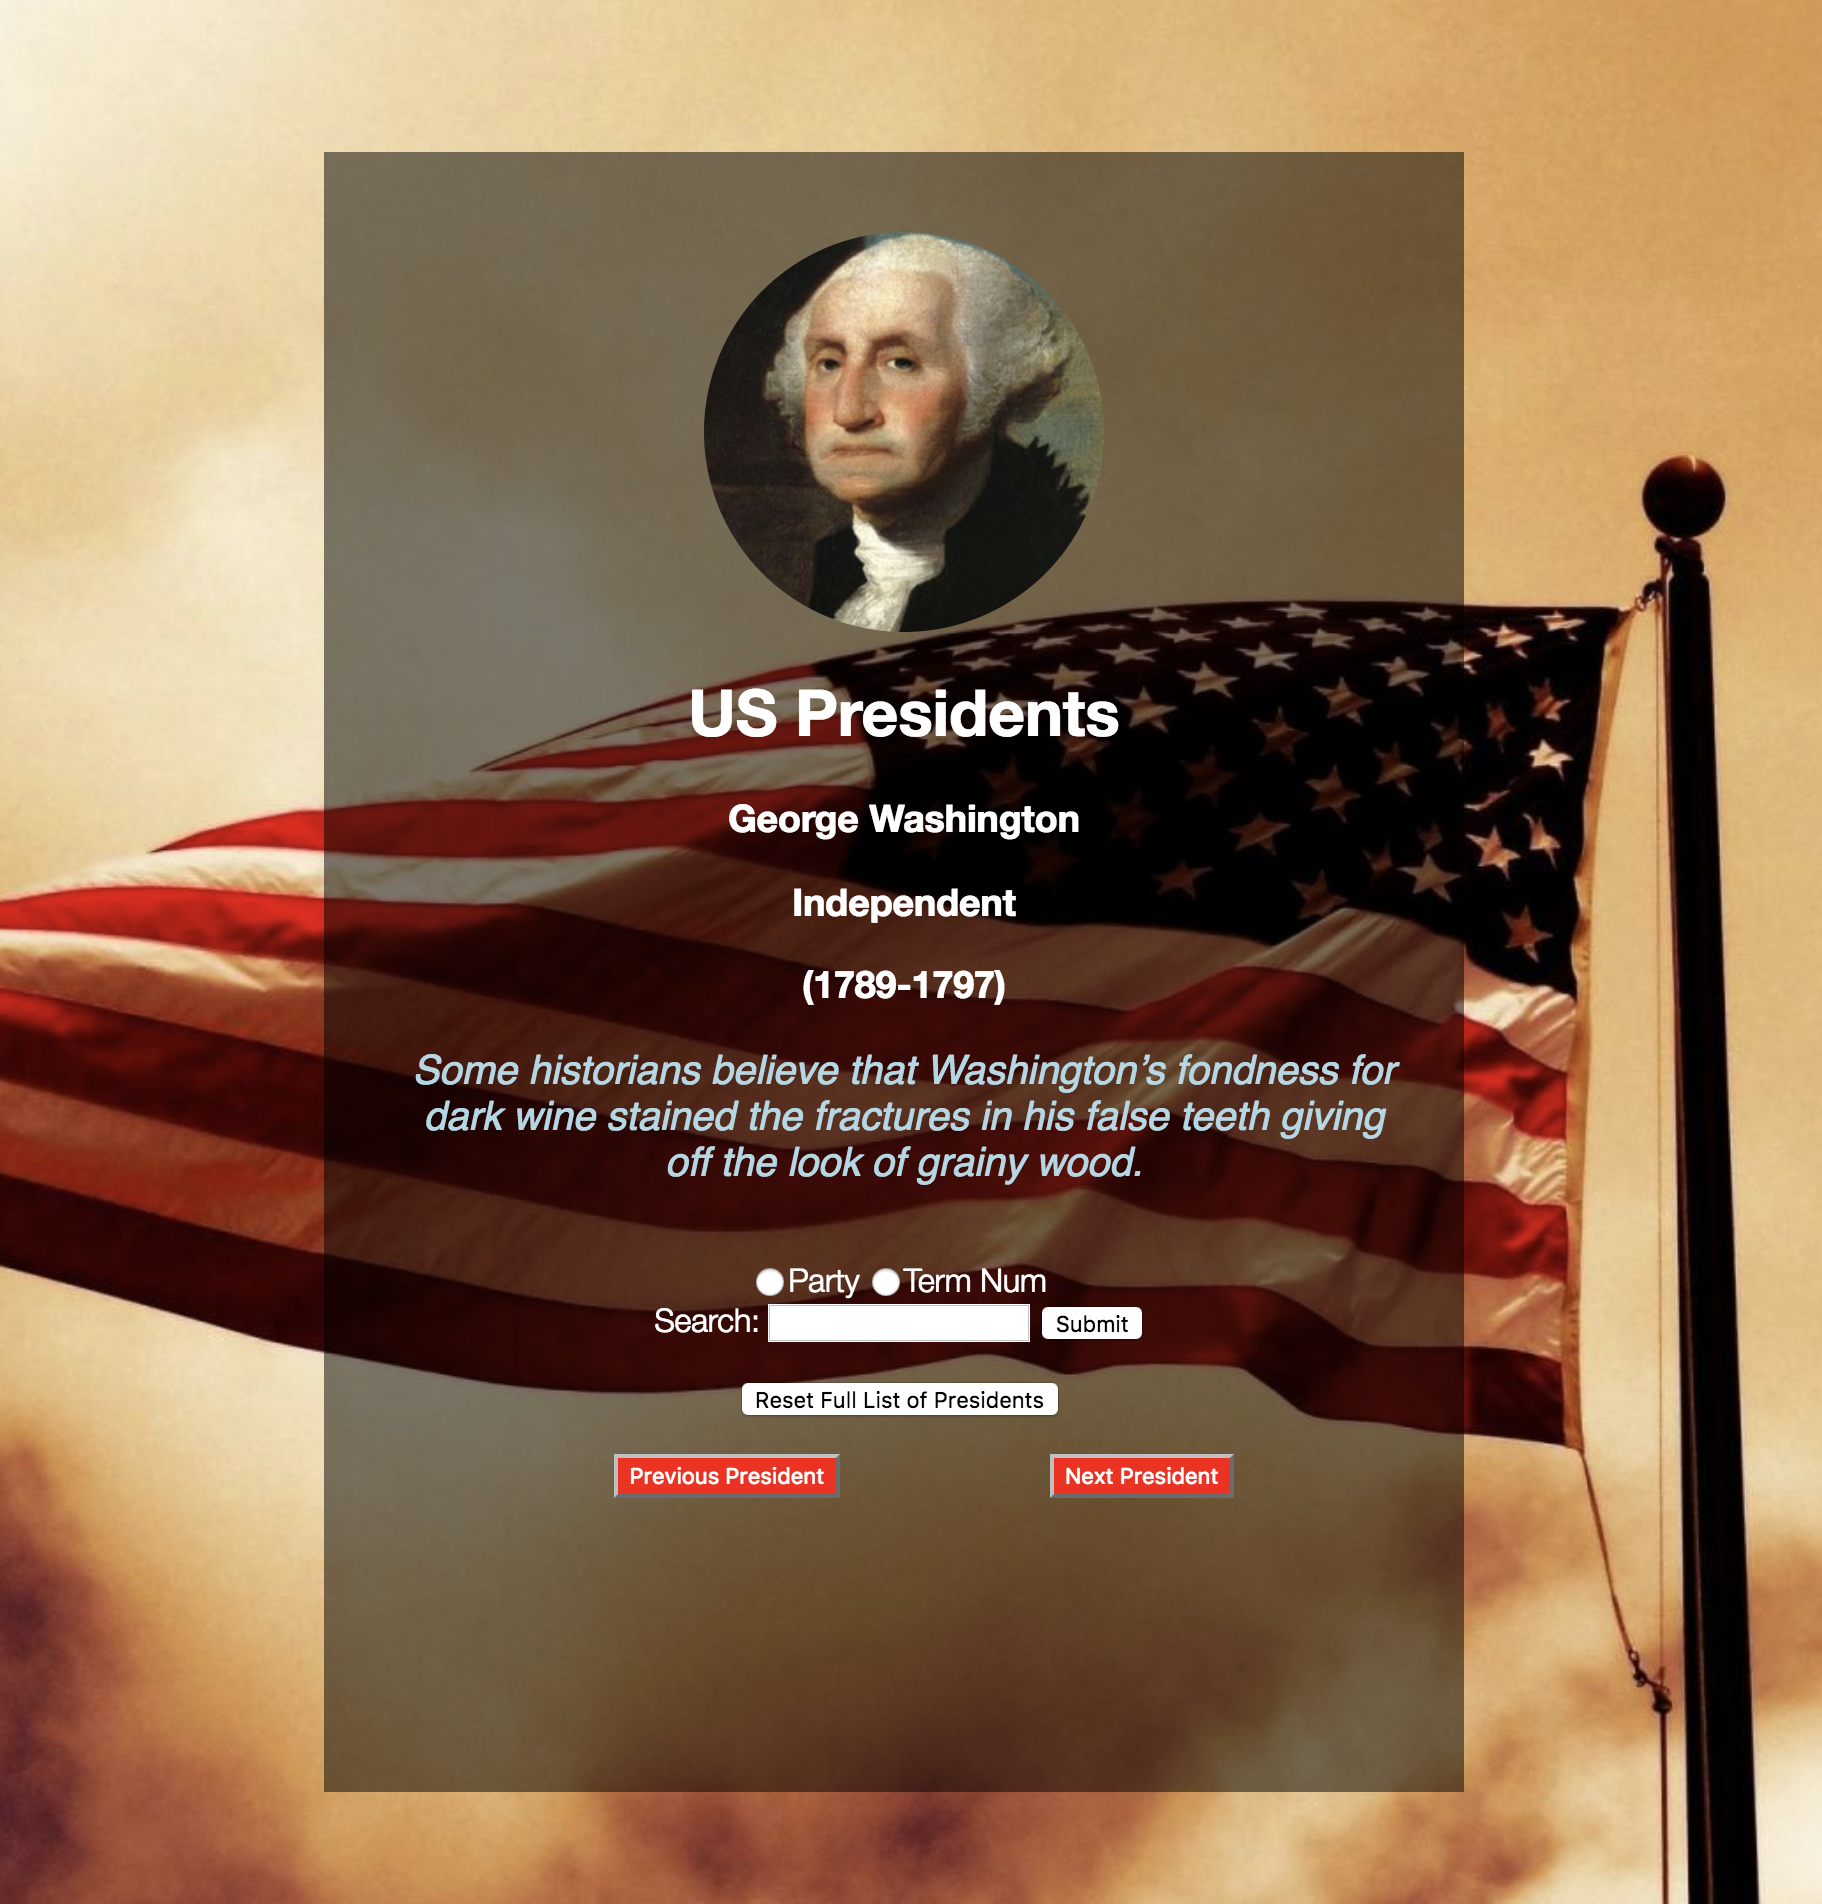 US Presidents
George Washington
Independent
(1789-1797)
Some historians believe that Washington’s fondness for
dark wine stained the fractures in his false teeth giving
off the look of grainy wood.
Party Term Num
Search: Submit
Reset Full List of Presidents
Previous President Next President